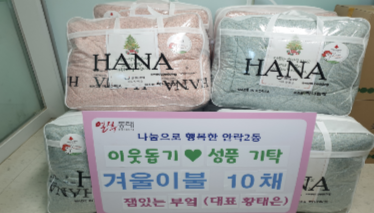 HANA
HANA
HANA
나눔으로 행복한 안락2동
이웃돕기♥성품 기탁
겨울이불 10채
잼있는 부엌 (대표 황태은)